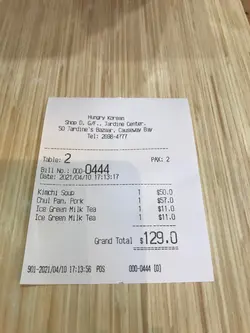 Hungry Korean
Shop D, G/F., Jardine Center,
50 Jardine's Bazaar, Causeway Bay
Tel: 2698-4777
Table: 2 PAX: 2
Bill No.: 000-0444
Date: 2021/04/10 17:13:17
Kimchi Soup 1 $50.0
Chul Pan. Pork 1 $57.0
Ice Green Milk Tea 1 $11.0
Ice Green Milk Tea 1 $11.0
Grand Total $129.0
901-2021/04/10 17:13:56 POS 000-0444 [0]